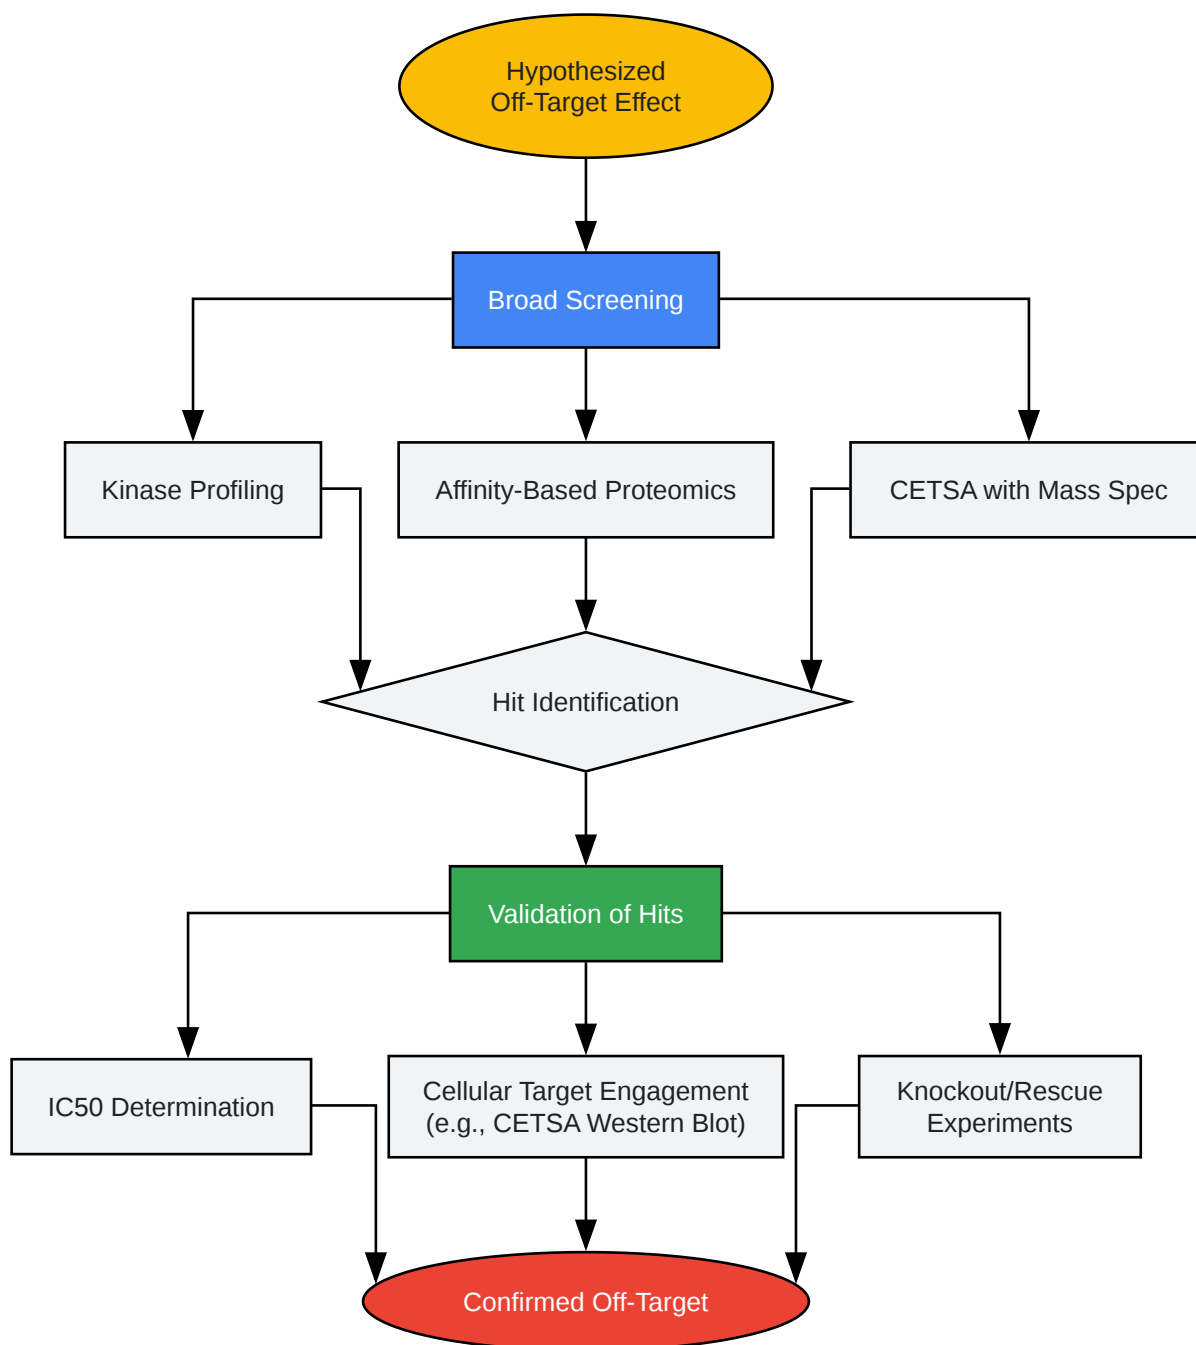 Hypothesized
Off-Target Effect
Broad Screening
Kinase Profiling
Affinity-Based Proteomics
CETSA with Mass Spec
Hit Identification
Validation of Hits
IC50 Determination
Cellular Target Engagement
(e.g., CETSA Western Blot)
Knockout/Rescue
Experiments
Confirmed Off-Target